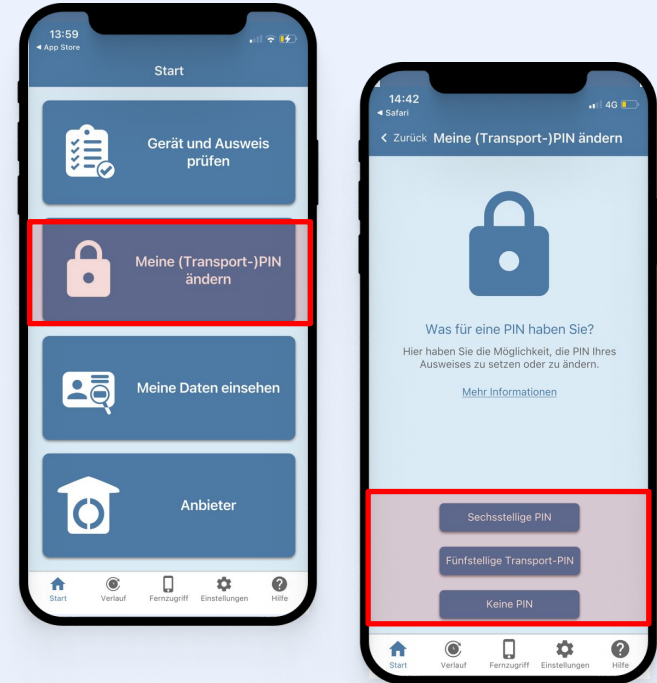 13:59
◀ App Store
Start
Gerät und Ausweis
prüfen
Meine (Transport-)PIN
ändern
Meine Daten einsehen
Anbieter
Start Verlauf Fernzugriff Einstellungen Hilfe
14:42
4G
◀ Safari
Zurück Meine (Transport-)PIN ändern
Was für eine PIN haben Sie?
Hier haben Sie die Möglichkeit, die PIN Ihres
Ausweises zu setzen oder zu ändern.
Mehr Informationen
Sechsstellige PIN
Fünfstellige Transport-PIN
Keine PIN
Start Verlauf Fernzugriff Einstellungen Hilfe